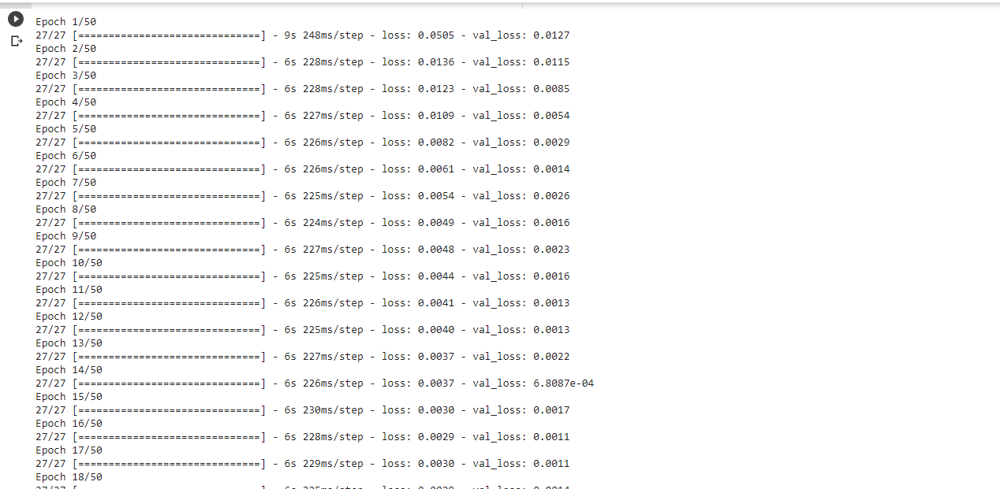 Epoch 1/50
27/27 [==============================] - 9s 248ms/step - loss: 0.0505 - val_loss: 0.0127
Epoch 2/50
27/27 [==============================] - 6s 228ms/step - loss: 0.0136 - val_loss: 0.0115
Epoch 3/50
27/27 [==============================] - 6s 228ms/step - loss: 0.0123 - val_loss: 0.0085
Epoch 4/50
27/27 [==============================] - 6s 227ms/step - loss: 0.0109 - val_loss: 0.0054
Epoch 5/50
27/27 [==============================] - 6s 226ms/step - loss: 0.0082 - val_loss: 0.0029
Epoch 6/50
27/27 [==============================] - 6s 226ms/step - loss: 0.0061 - val_loss: 0.0014
Epoch 7/50
27/27 [==============================] - 6s 225ms/step - loss: 0.0054 - val_loss: 0.0026
Epoch 8/50
27/27 [==============================] - 6s 224ms/step - loss: 0.0049 - val_loss: 0.0016
Epoch 9/50
27/27 [==============================] - 6s 227ms/step - loss: 0.0048 - val_loss: 0.0023
Epoch 10/50
27/27 [==============================] - 6s 225ms/step - loss: 0.0044 - val_loss: 0.0016
Epoch 11/50
27/27 [==============================] - 6s 226ms/step - loss: 0.0041 - val_loss: 0.0013
Epoch 12/50
27/27 [==============================] - 6s 225ms/step - loss: 0.0040 - val_loss: 0.0013
Epoch 13/50
27/27 [==============================] - 6s 227ms/step - loss: 0.0037 - val_loss: 0.0022
Epoch 14/50
27/27 [==============================] - 6s 226ms/step - loss: 0.0037 - val_loss: 6.8087e-04
Epoch 15/50
27/27 [==============================] - 6s 230ms/step - loss: 0.0030 - val_loss: 0.0017
Epoch 16/50
27/27 [==============================] - 6s 228ms/step - loss: 0.0029 - val_loss: 0.0011
Epoch 17/50
27/27 [==============================] - 6s 229ms/step - loss: 0.0030 - val_loss: 0.0011
Epoch 18/50